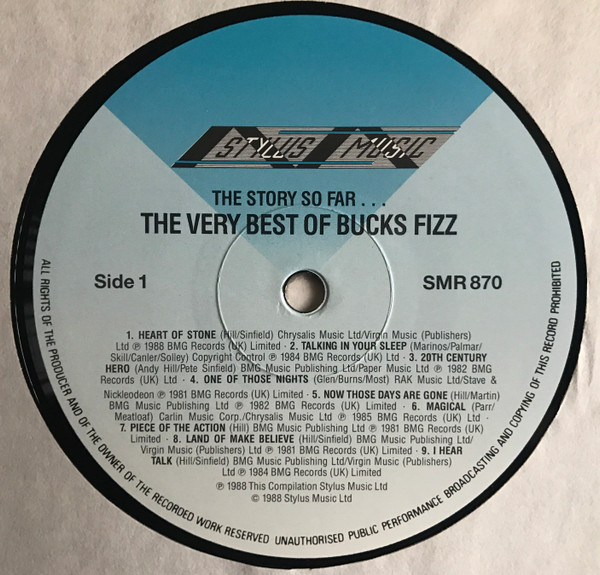 STYLUS MUSIC
THE STORY SO FAR . . .
THE VERY BEST OF BUCKS FIZZ
Side 1
SMR 870
1. HEART OF STONE (Hill/Sinfield) Chrysalis Music Ltd/Virgin Music (Publishers)
Ltd ℗ 1988 BMG Records (UK) Limited · 2. TALKING IN YOUR SLEEP (Marinos/Palmar/
Skill/Canler/Solley) Copyright Control ℗ 1984 BMG Records (UK) Ltd · 3. 20TH CENTURY
HERO (Andy Hill/Pete Sinfield) BMG Music Publishing Ltd/Paper Music Ltd ℗ 1982 BMG
Records (UK) Ltd · 4. ONE OF THOSE NIGHTS (Glen/Burns/Most) RAK Music Ltd/Stave &
Nickleodeon ℗ 1981 BMG Records (UK) Limited · 5. NOW THOSE DAYS ARE GONE (Hill/Martin)
BMG Music Publishing Ltd ℗ 1982 BMG Records (UK) Limited · 6. MAGICAL (Parr/
Meatloaf) Carlin Music Corp./Chrysalis Music Ltd ℗ 1985 BMG Records (UK) Ltd ·
7. PIECE OF THE ACTION (Hill) BMG Music Publishing Ltd ℗ 1981 BMG Records (UK)
Limited · 8. LAND OF MAKE BELIEVE (Hill/Sinfield) BMG Music Publishing Ltd/
Virgin Music (Publishers) Ltd ℗ 1981 BMG Records (UK) Limited · 9. I HEAR
TALK (Hill/Sinfield) BMG Music Publishing Ltd/Virgin Music (Publishers)
Ltd ℗ 1984 BMG Records (UK) Limited
℗ 1988 This Compilation Stylus Music Ltd
© 1988 Stylus Music Ltd
ALL RIGHTS OF THE PRODUCER AND OF THE OWNER OF THE RECORDED WORK RESERVED UNAUTHORISED PUBLIC PERFORMANCE BROADCASTING AND COPYING OF THIS RECORD PROHIBITED